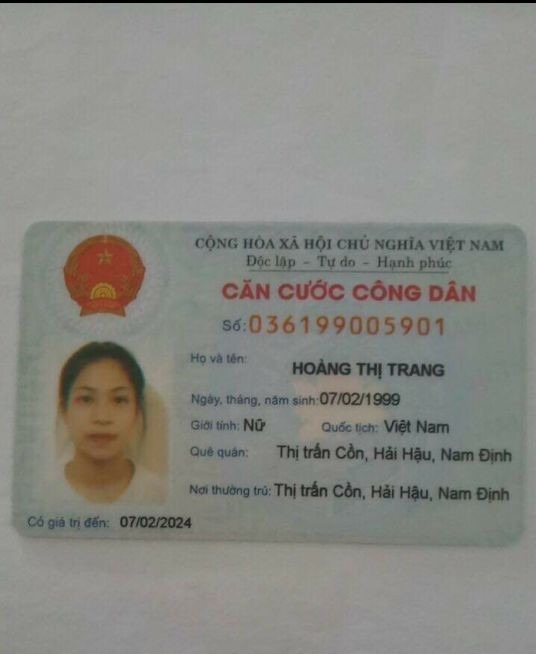 CỘNG HÒA XÃ HỘI CHỦ NGHĨA VIỆT NAM
Độc lập - Tự do - Hạnh phúc
CĂN CƯỚC CÔNG DÂN
Số: 036199005901
Họ và tên: HOÀNG THỊ TRANG
Ngày, tháng, năm sinh: 07/02/1999
Giới tính: Nữ Quốc tịch: Việt Nam
Quê quán: Thị trấn Cồn, Hải Hậu, Nam Định
Nơi thường trú: Thị trấn Cồn, Hải Hậu, Nam Định
Có giá trị đến: 07/02/2024